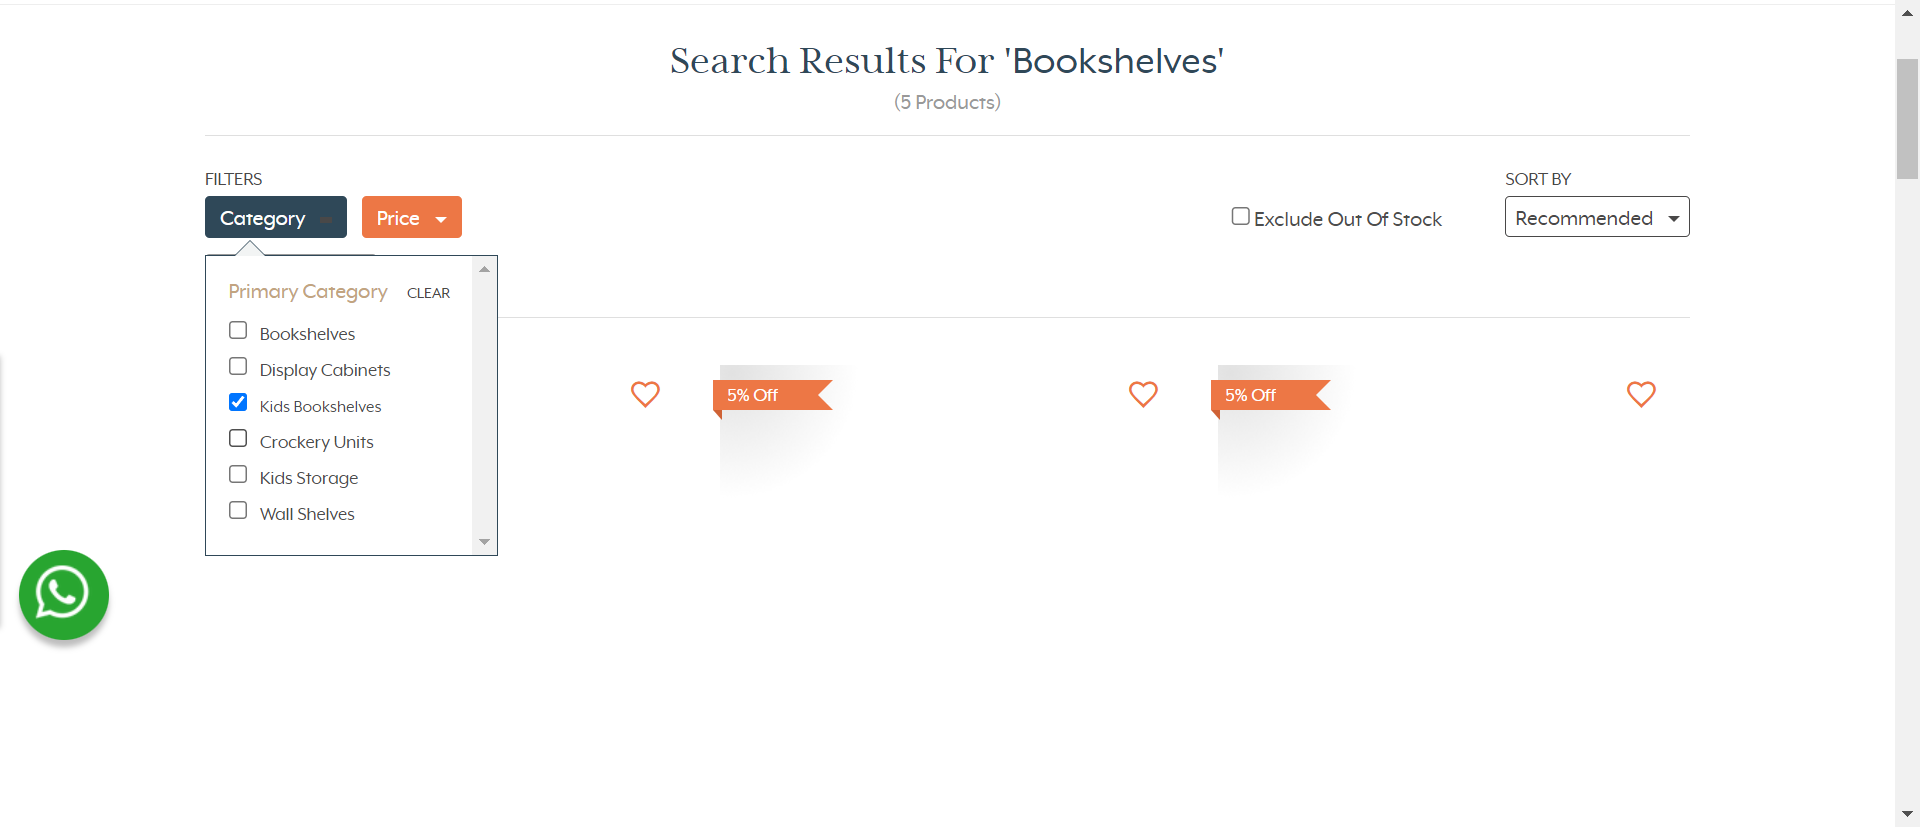 Search Results For 'Bookshelves'
(5 Products)
FILTERS
SORT BY
Category
Price
Exclude Out Of Stock
Recommended
Primary Category
CLEAR
Bookshelves
Display Cabinets
Kids Bookshelves
Crockery Units
Kids Storage
Wall Shelves
5% Off
5% Off